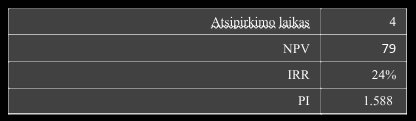 Atsipirkimo laikas 4
NPV 79
IRR 24%
PI 1.588